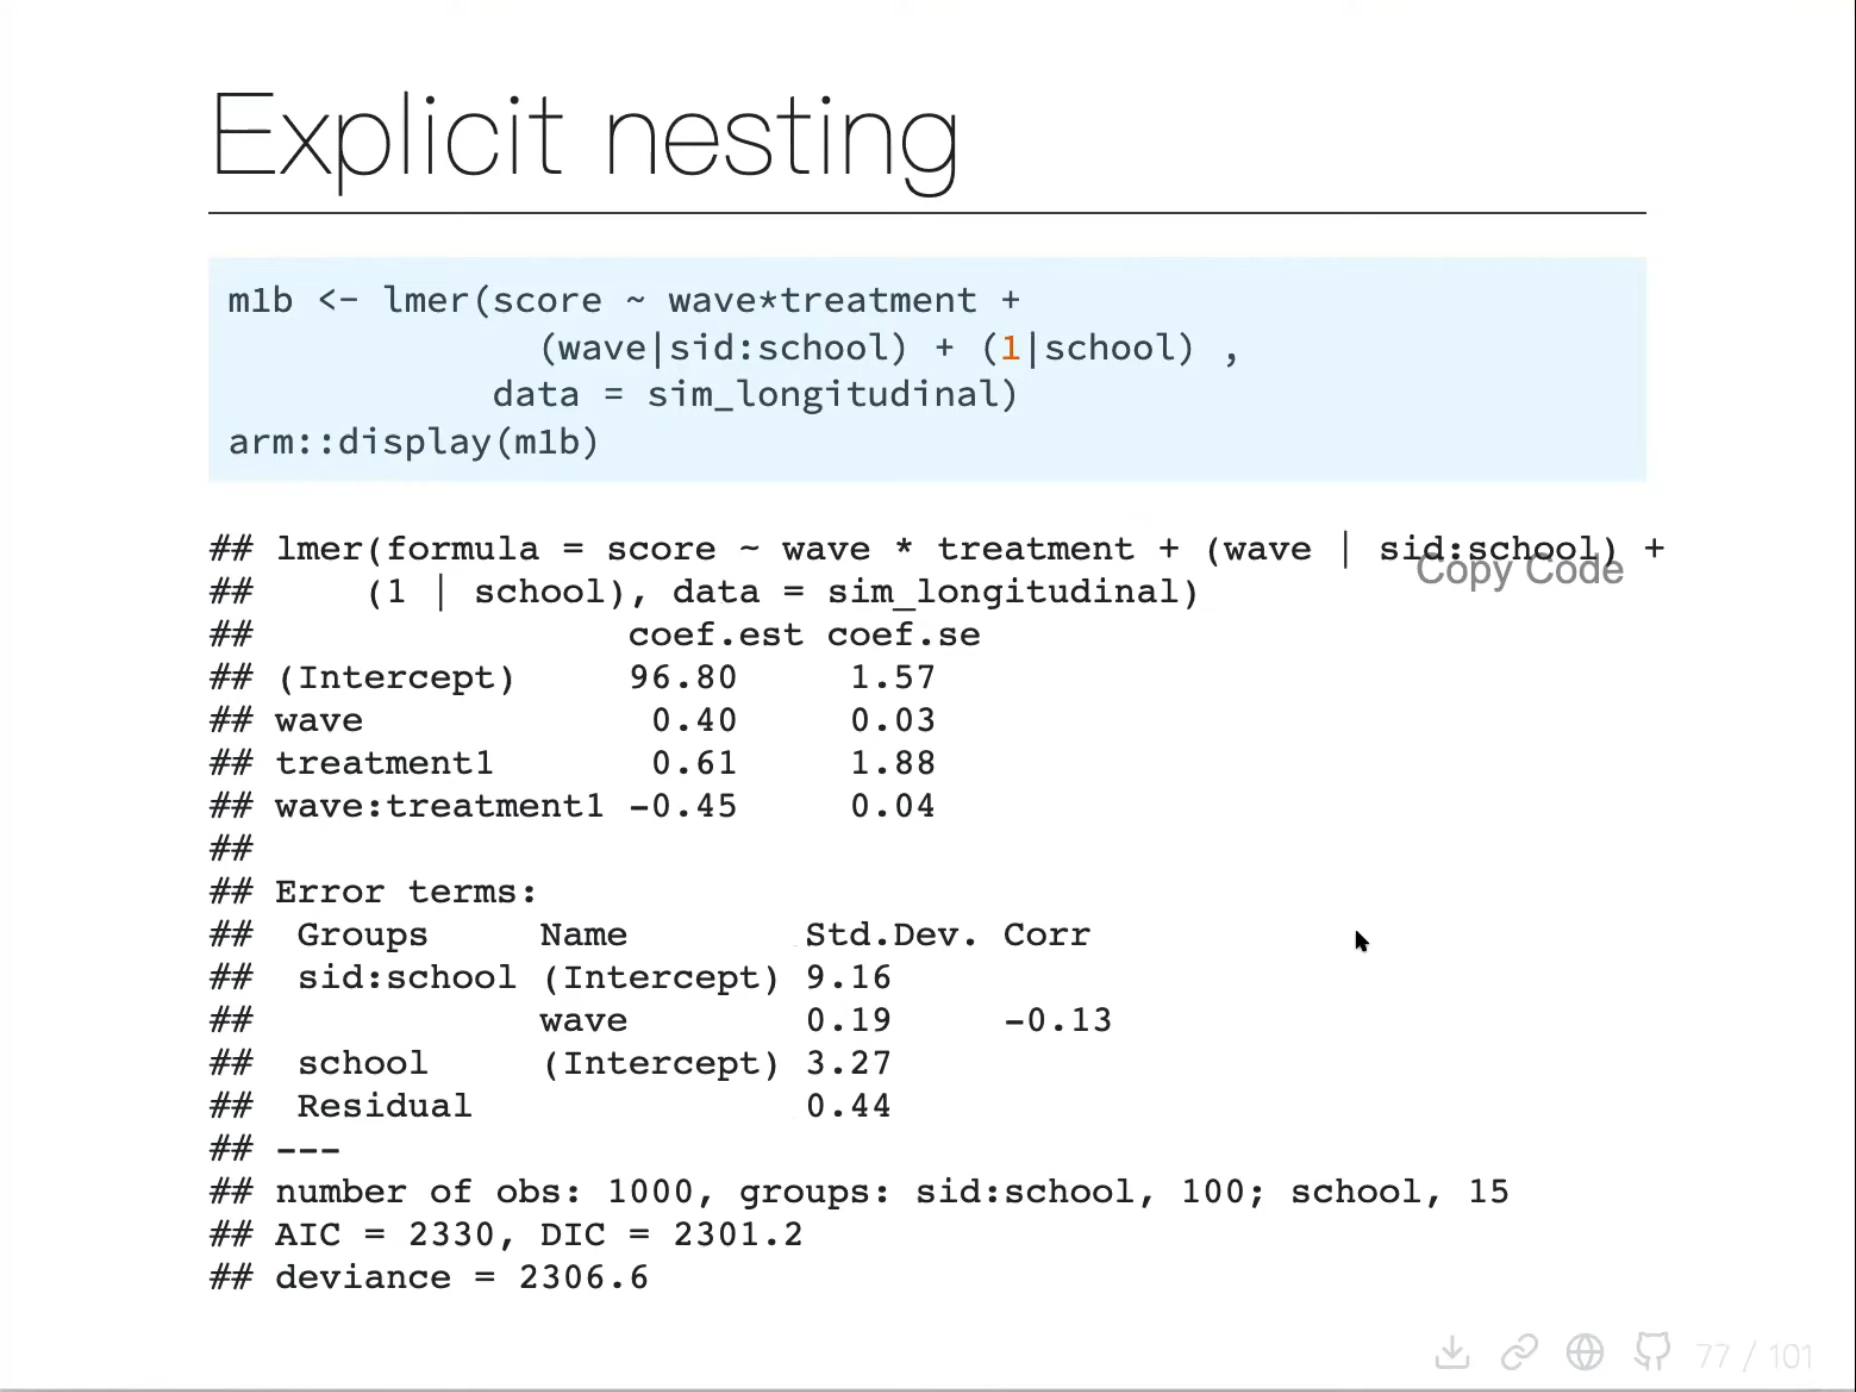 Explicit nesting
m1b <- lmer(score ~ wave*treatment +
              (wave|sid:school) + (1|school) ,
            data = sim_longitudinal)
arm::display(m1b)
## lmer(formula = score ~ wave * treatment + (wave | sid:school) +
Copy Code
##     (1 | school), data = sim_longitudinal)
##                 coef.est coef.se
## (Intercept)     96.80     1.57
## wave             0.40     0.03
## treatment1       0.61     1.88
## wave:treatment1 -0.45     0.04
##
## Error terms:
##  Groups     Name        Std.Dev. Corr
##  sid:school (Intercept) 9.16
##             wave        0.19     -0.13
##  school     (Intercept) 3.27
##  Residual               0.44
## ---
## number of obs: 1000, groups: sid:school, 100; school, 15
## AIC = 2330, DIC = 2301.2
## deviance = 2306.6
77 / 101